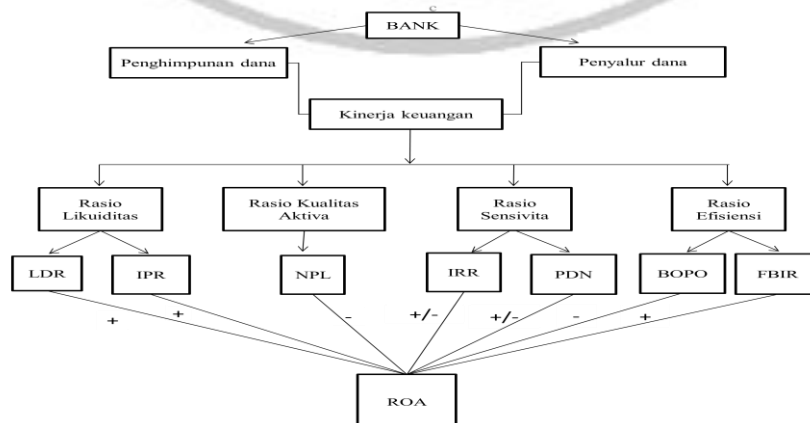 BANK
Penghimpunan dana
Penyalur dana
Kinerja keuangan
Rasio
Likuiditas
Rasio Kualitas
Aktiva
Rasio
Sensivita
Rasio
Efisiensi
LDR
IPR
NPL
IRR
PDN
BOPO
FBIR
+
+
-
+/-
+/-
-
+
ROA